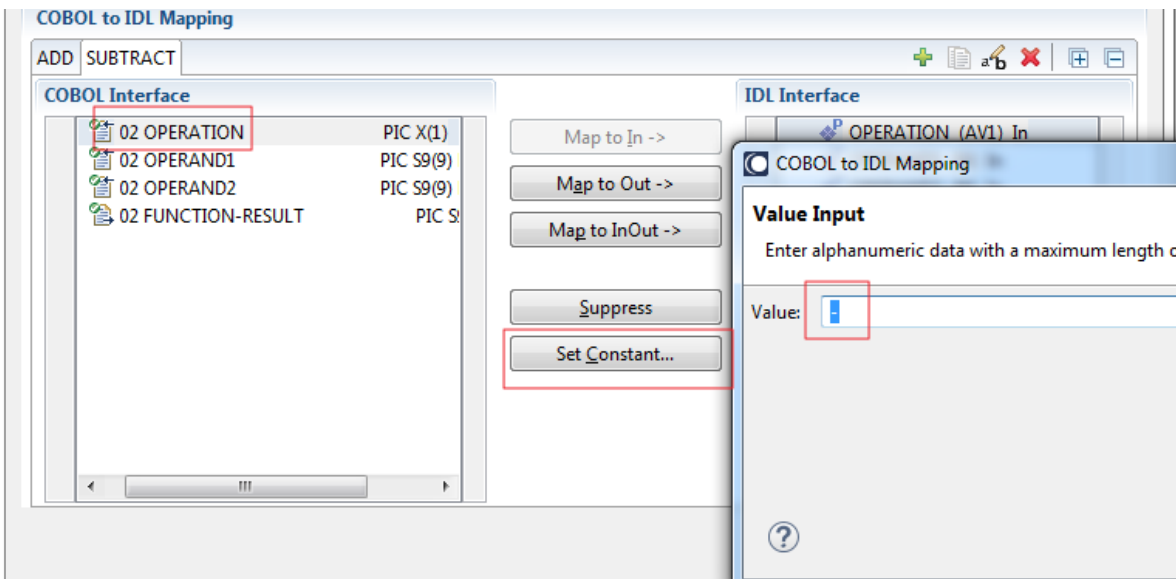 COBOL to IDL Mapping
ADD SUBTRACT
COBOL Interface
IDL Interface
02 OPERATION PIC X(1)
02 OPERAND1 PIC S9(9)
02 OPERAND2 PIC S9(9)
02 FUNCTION-RESULT PIC S
Map to In ->
Map to Out ->
Map to InOut ->
Suppress
Set Constant...
OPERATION (AV1) In
COBOL to IDL Mapping
Value Input
Enter alphanumeric data with a maximum length
Value: -
?